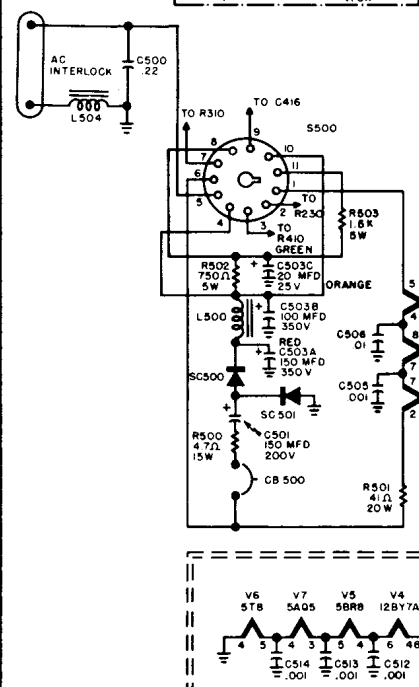 AC
INTERLOCK
C500
.22
L504
TO R310
TO C416
S500
8
9
10
7
11
6
1
5
2
4
3
TO
R230
TO
R410
GREEN
R503
1.6K
5W
R502
750Ω
5W
+
C503C
20 MFD
25V
ORANGE
L500
C503B
100 MFD
350V
RED
+
C503A
150 MFD
350V
SC500
SC501
+
C501
150 MFD
200V
R500
4.7Ω
15W
CB 500
5
4
C506
.01
8
7
C505
.001
7
2
R501
41Ω
20W
V6
5T8
V7
5AQ5
V5
5BR8
V4
12BY7A
4
5
4
3
5
4
6
48
C514
.001
C513
.001
C512
.001